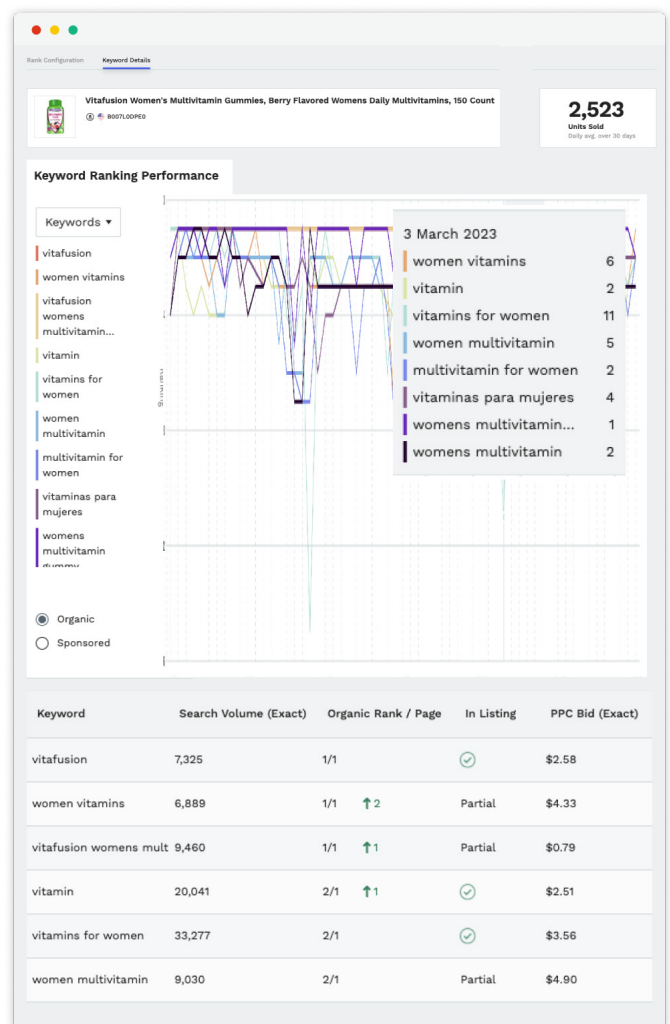 Rank Configuration Keyword Details
Vitafusion Women's Multivitamin Gummies, Berry Flavored Womens Daily Multivitamins, 150 Count
B007L0DPE0
2,523
Units Sold
Daily avg. over 30 days
Keyword Ranking Performance
Keywords
vitafusion
women vitamins
vitafusion
womens
multivitamin...
vitamin
vitamins for
women
women
multivitamin
multivitamin for
women
vitaminas para
mujeres
womens
multivitamin
gummy
Organic
Sponsored
3 March 2023
women vitamins 6
vitamin 2
vitamins for women 11
women multivitamin 5
multivitamin for women 2
vitaminas para mujeres 4
womens multivitamin... 1
womens multivitamin 2
Keyword Search Volume (Exact) Organic Rank / Page In Listing PPC Bid (Exact)
vitafusion 7,325 1/1 $2.58
women vitamins 6,889 1/1 2 Partial $4.33
vitafusion womens mult 9,460 1/1 1 Partial $0.79
vitamin 20,041 2/1 1 $2.51
vitamins for women 33,277 2/1 $3.56
women multivitamin 9,030 2/1 Partial $4.90